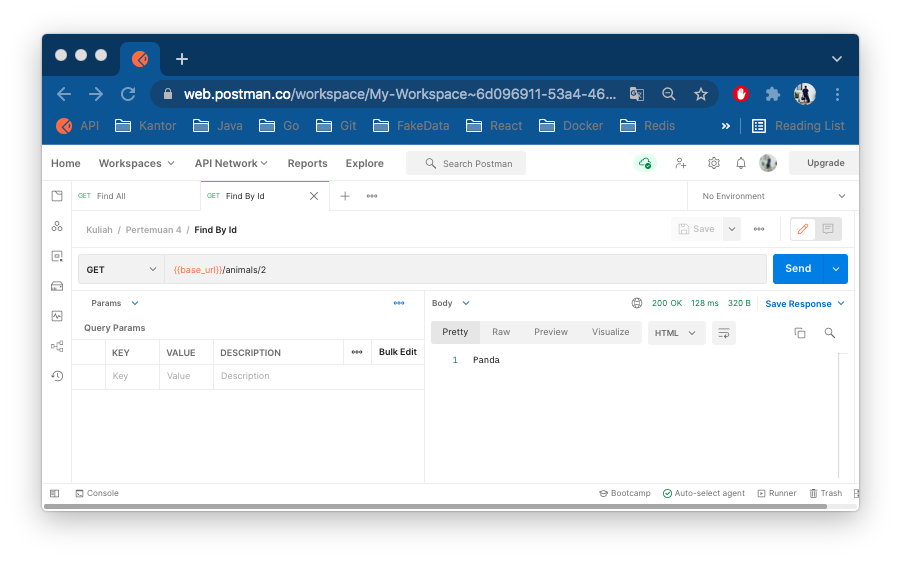 web.postman.co/workspace/My-Workspace~6d096911-53a4-46...
API Kantor Java Go Git FakeData React Docker Redis » Reading List
Home Workspaces API Network Reports Explore Search Postman Upgrade
GET Find All GET Find By Id No Environment
Kuliah / Pertemuan 4 / Find By Id Save
GET {{base_url}}/animals/2 Send
Params Body 200 OK 128 ms 320 B Save Response
Query Params Pretty Raw Preview Visualize HTML
KEY VALUE DESCRIPTION Bulk Edit
1 Panda
Key Value Description
Console Bootcamp Auto-select agent Runner Trash